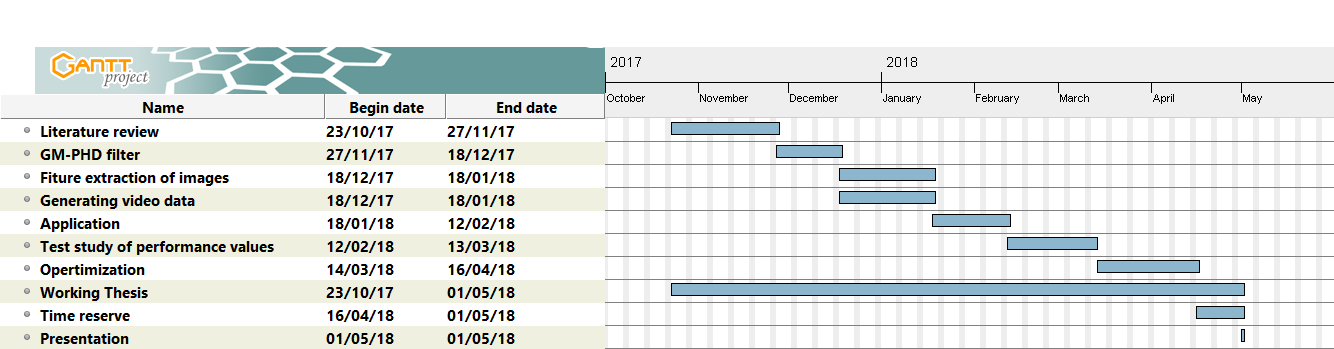 GANTT
project
2017 2018
October November December January February March April May
Name Begin date End date
Literature review 23/10/17 27/11/17
GM-PHD filter 27/11/17 18/12/17
Fiture extraction of images 18/12/17 18/01/18
Generating video data 18/12/17 18/01/18
Application 18/01/18 12/02/18
Test study of performance values 12/02/18 13/03/18
Opertimization 14/03/18 16/04/18
Working Thesis 23/10/17 01/05/18
Time reserve 16/04/18 01/05/18
Presentation 01/05/18 01/05/18